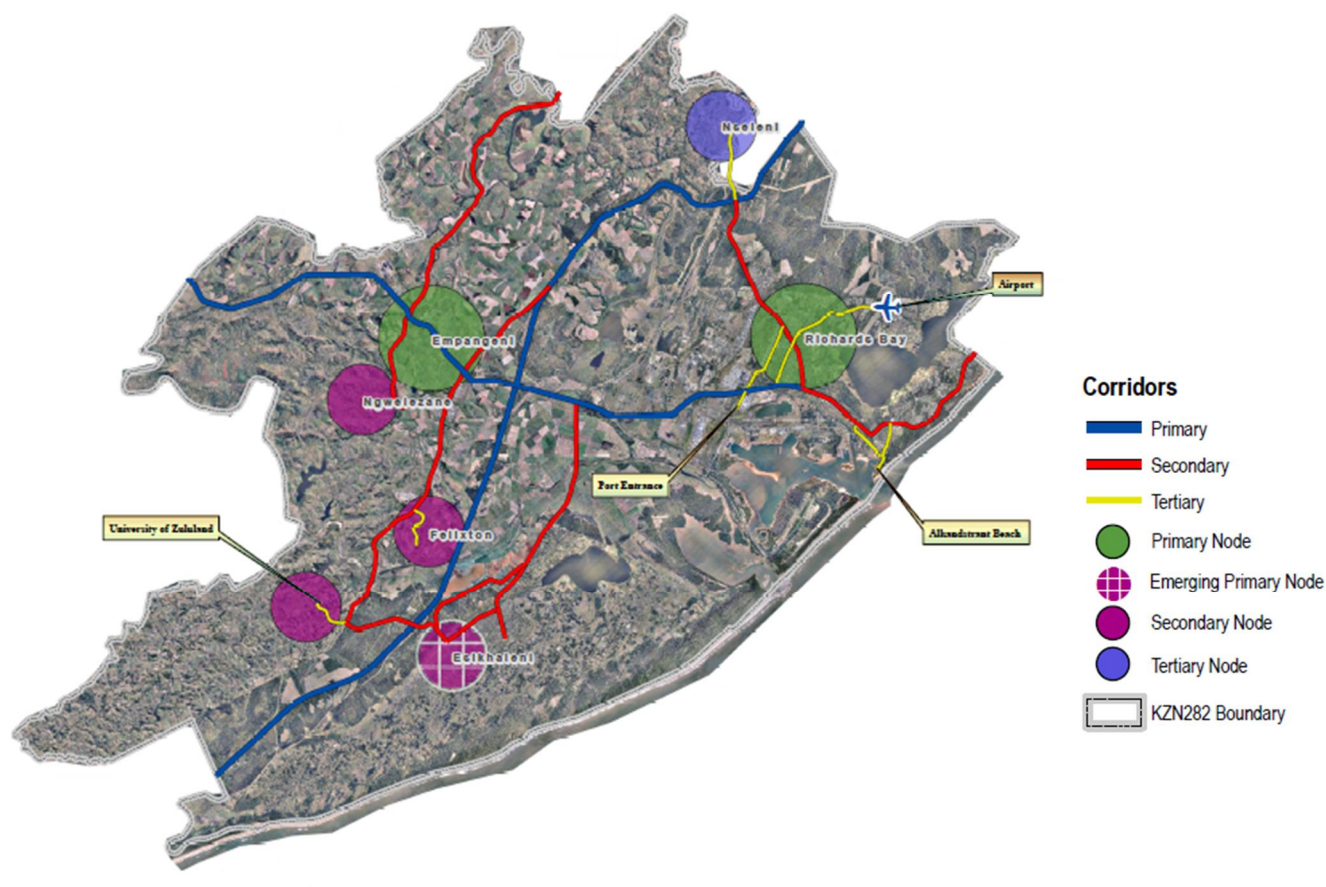 Nseleni
Airport
Empangeni
Richards Bay
Ngwelezane
Port Entrance
University of Zululand
Felixton
Alkandstrant Beach
Esikhaleni
Corridors
Primary
Secondary
Tertiary
Primary Node
Emerging Primary Node
Secondary Node
Tertiary Node
KZN282 Boundary